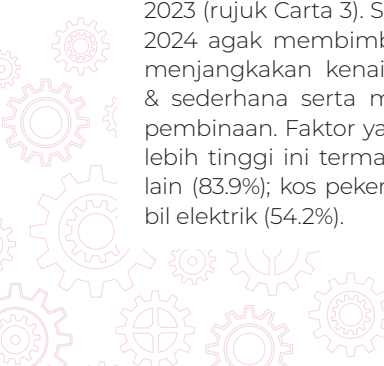 2023 (rujuk Carta 3). S
2024 agak membimb
menjangkakan kenai
& sederhana serta m
pembinaan. Faktor ya
lebih tinggi ini terma
lain (83.9%); kos peker
bil elektrik (54.2%).